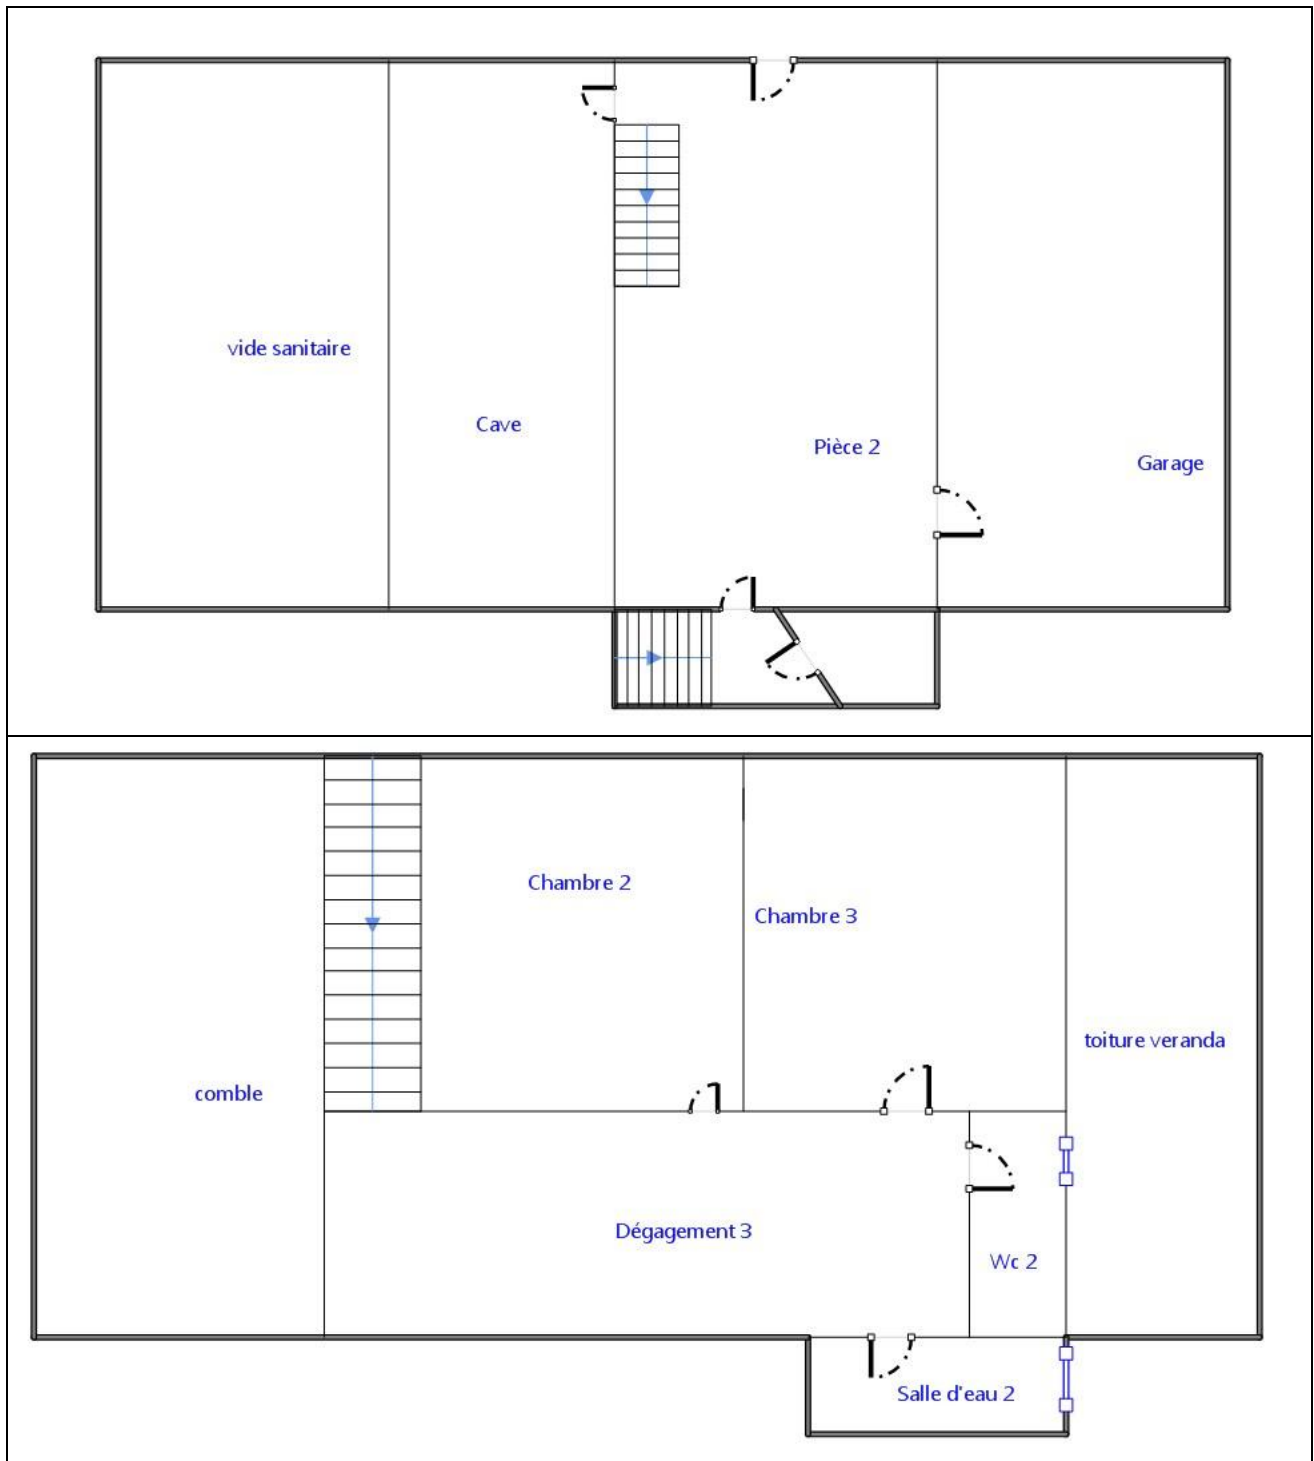 vide sanitaire
Cave
Pièce 2
Garage
Chambre 2
Chambre 3
toiture veranda
comble
Dégagement 3
Wc 2
Salle d'eau 2